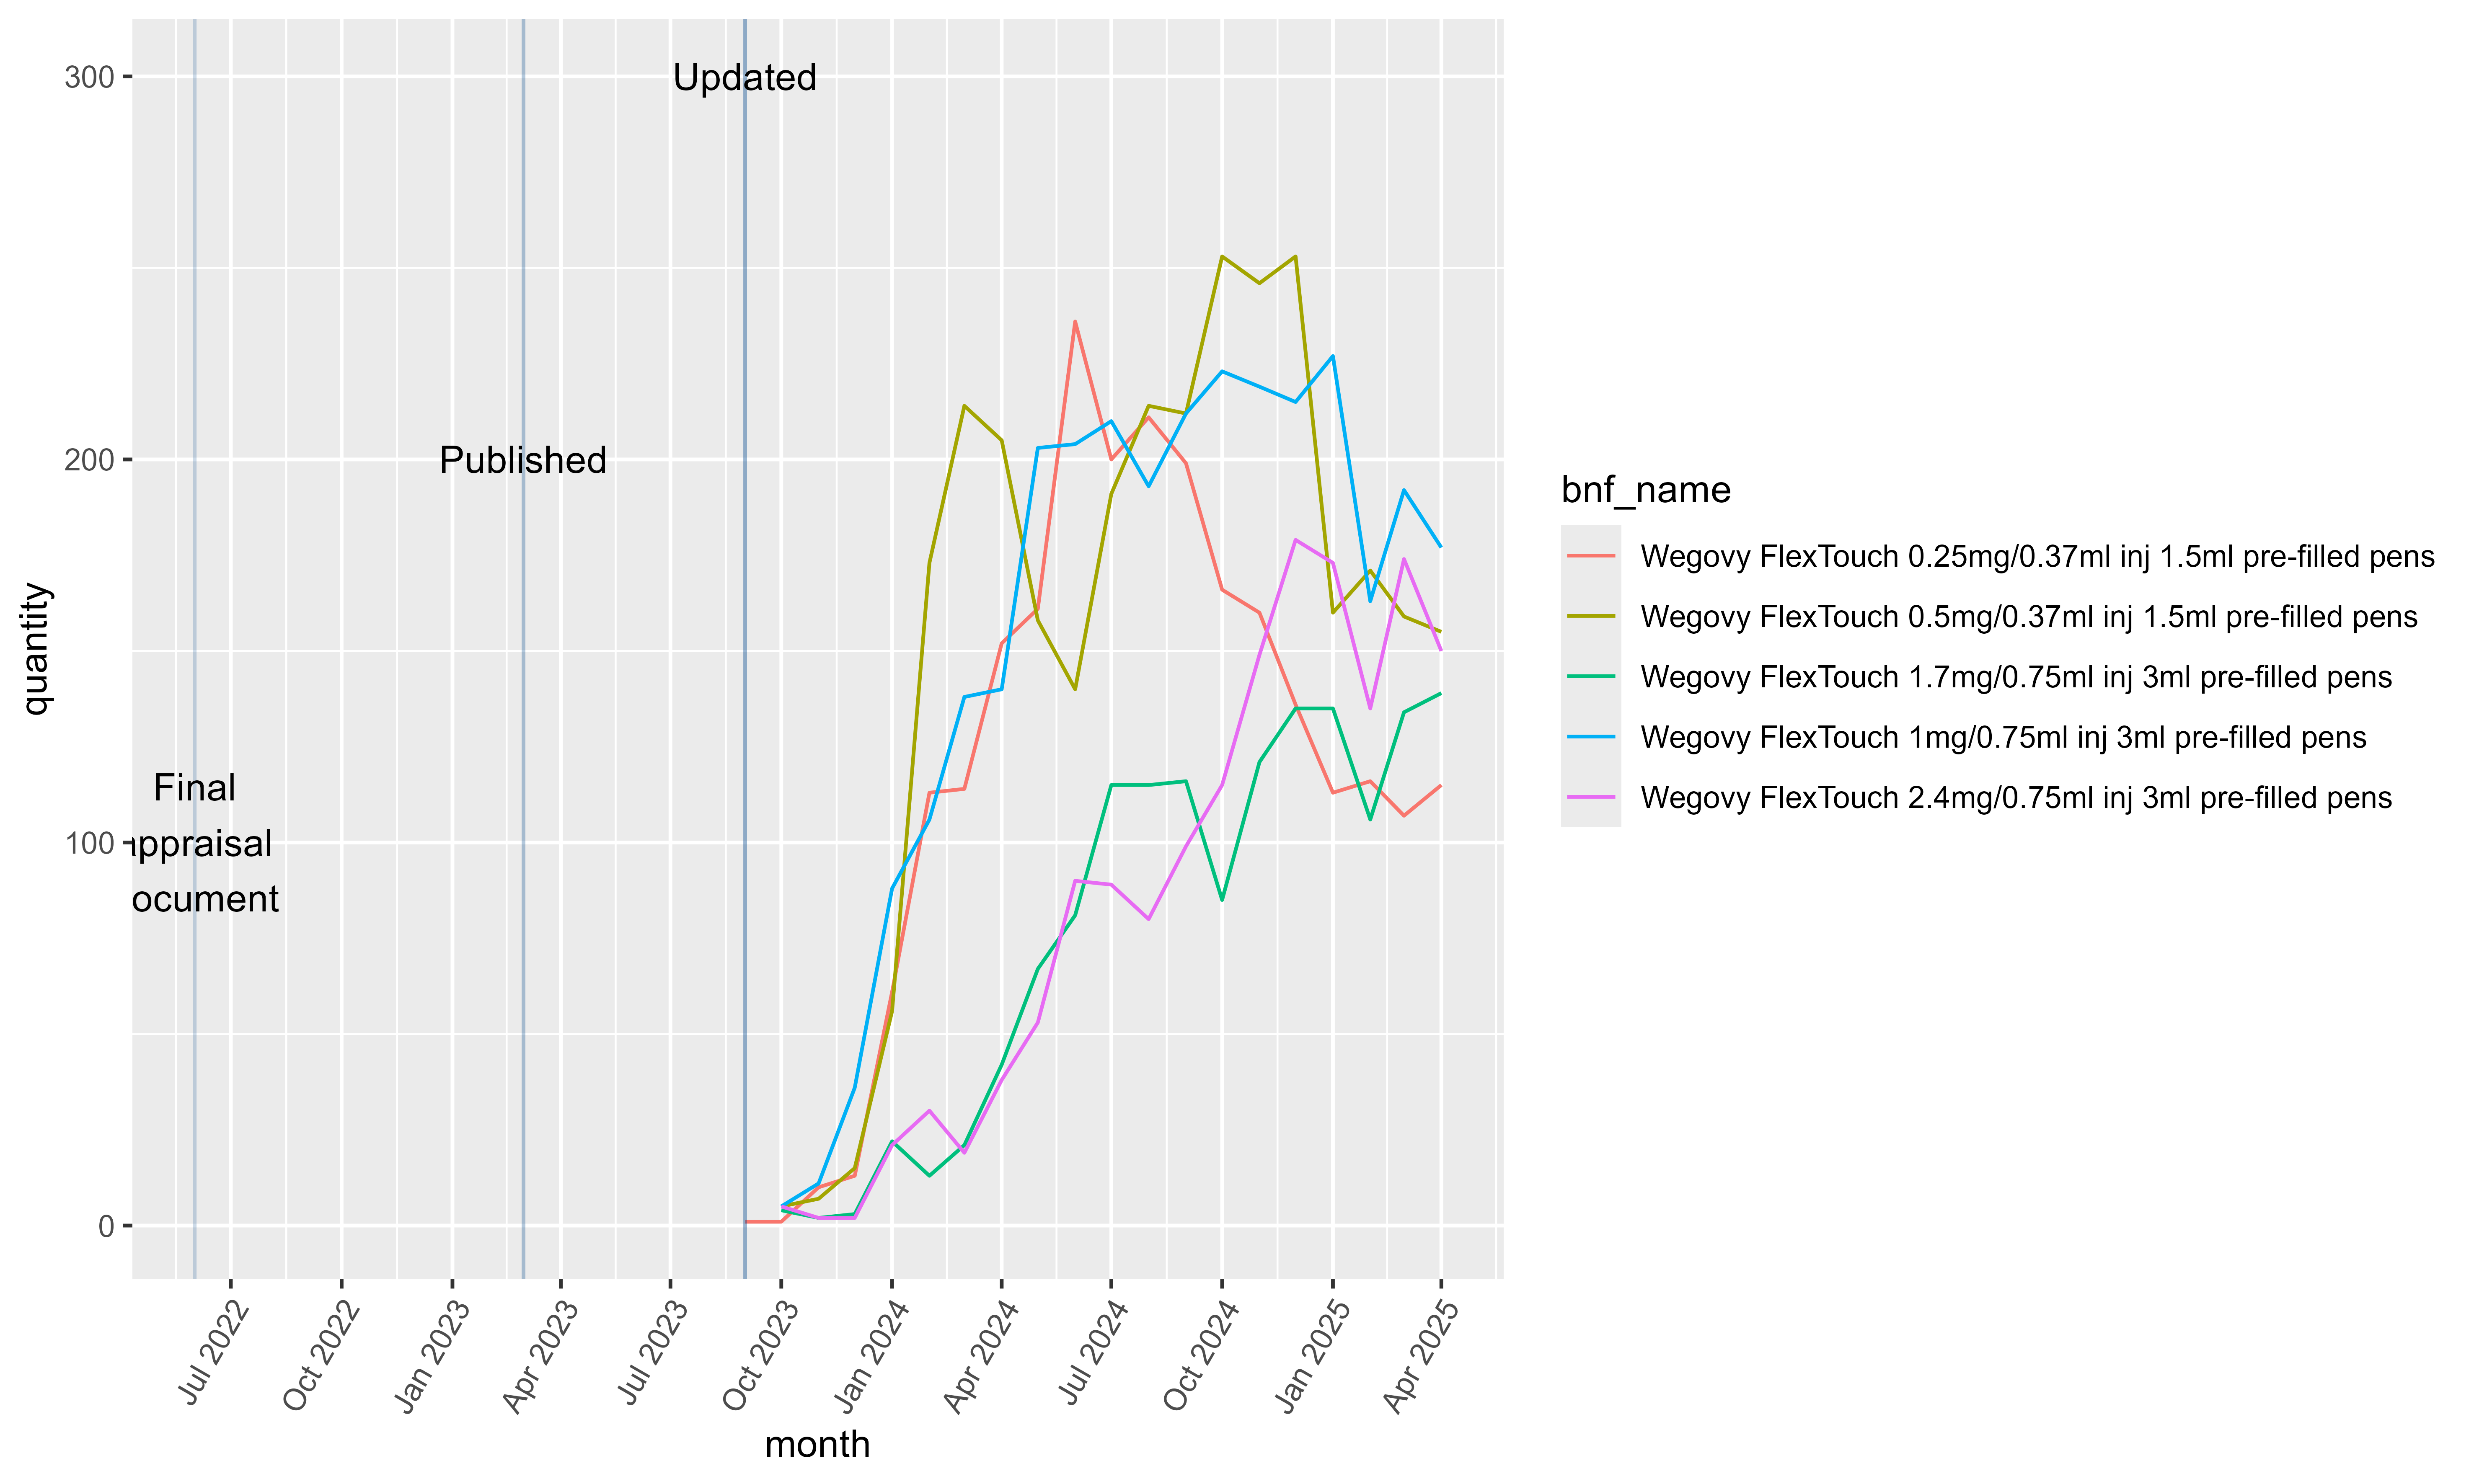 300
200
100
0
quantity
Updated
Published
Final
ppraisal
ocument
Jul 2022
Oct 2022
Jan 2023
Apr 2023
Jul 2023
Oct 2023
Jan 2024
Apr 2024
Jul 2024
Oct 2024
Jan 2025
Apr 2025
month
bnf_name
Wegovy FlexTouch 0.25mg/0.37ml inj 1.5ml pre-filled pens
Wegovy FlexTouch 0.5mg/0.37ml inj 1.5ml pre-filled pens
Wegovy FlexTouch 1.7mg/0.75ml inj 3ml pre-filled pens
Wegovy FlexTouch 1mg/0.75ml inj 3ml pre-filled pens
Wegovy FlexTouch 2.4mg/0.75ml inj 3ml pre-filled pens